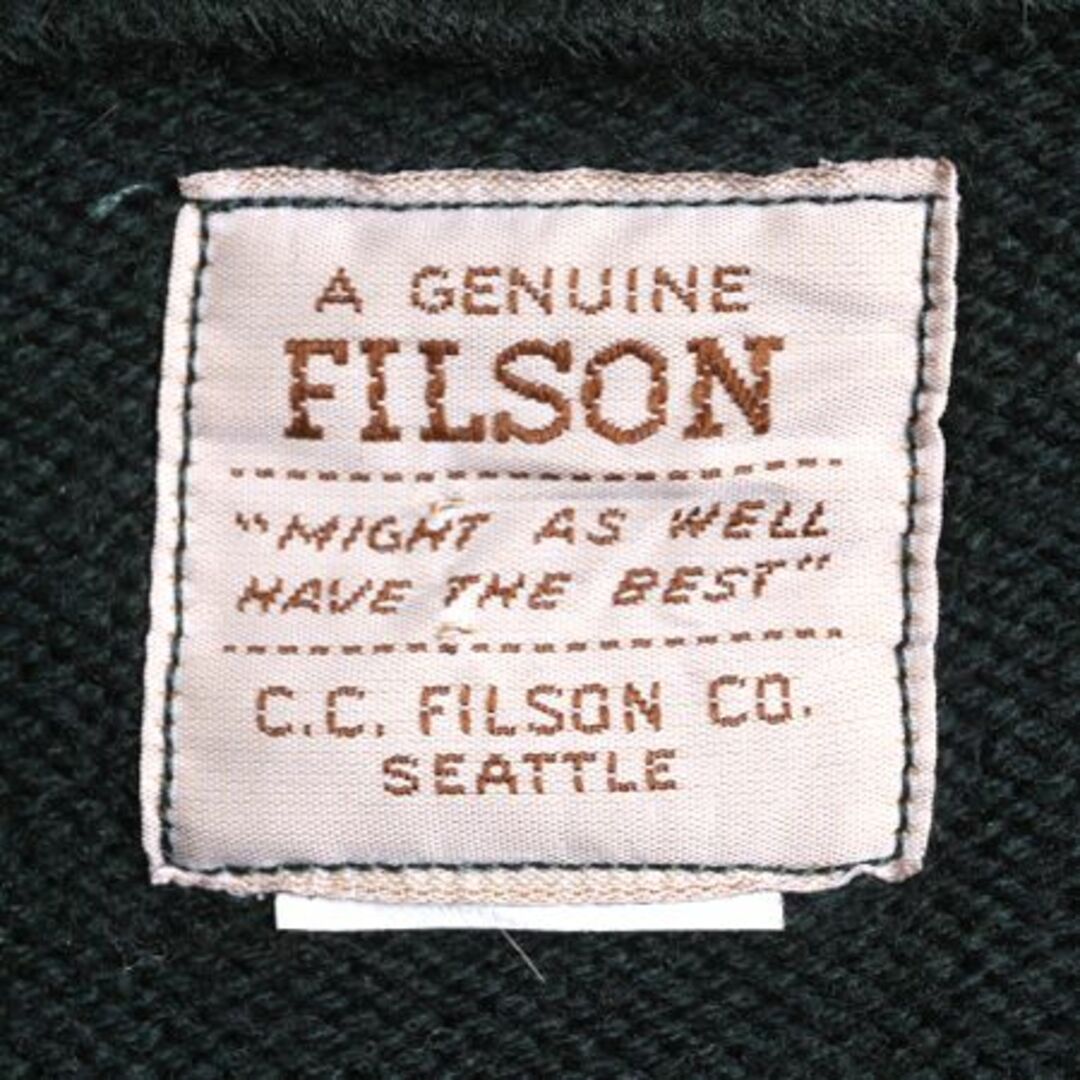 A GENUINE
FILSON
"MIGHT AS WELL
HAVE THE BEST"
C.C. FILSON CO.
SEATTLE